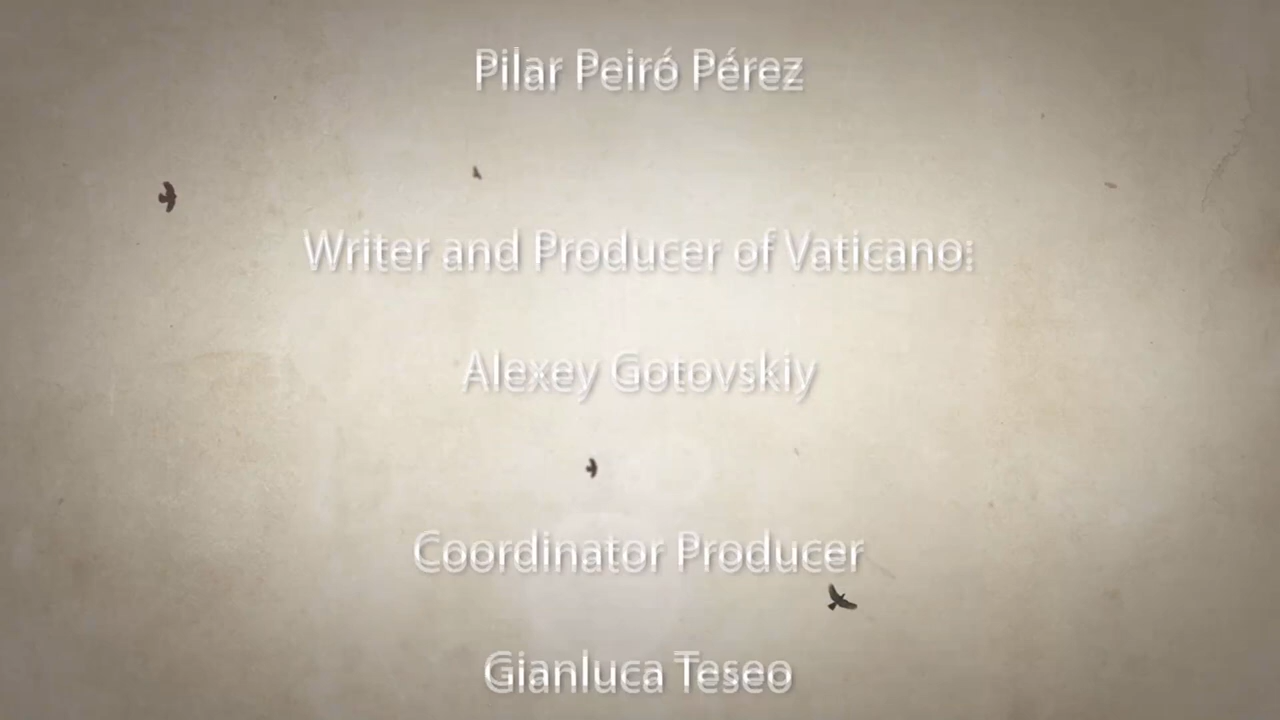 Pilar Peiró Pérez
Writer and Producer of Vaticano:
Alexey Gotovskiy
Coordinator Producer
Gianluca Teseo